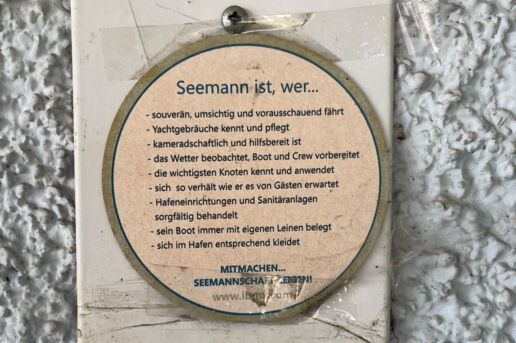 Seemann ist, wer...
- souverän, umsichtig und vorausschauend fährt
- Yachtgebräuche kennt und pflegt
- kameradschaftlich und hilfsbereit ist
- das Wetter beobachtet, Boot und Crew vorbereitet
- die wichtigsten Knoten kennt und anwendet
- sich so verhält wie er es von Gästen erwartet
- Hafeneinrichtungen und Sanitäranlagen
sorgfältig behandelt
- sein Boot immer mit eigenen Leinen belegt
- sich im Hafen entsprechend kleidet
MITMACHEN...
SEEMANNSCHAFT ZEIGEN!